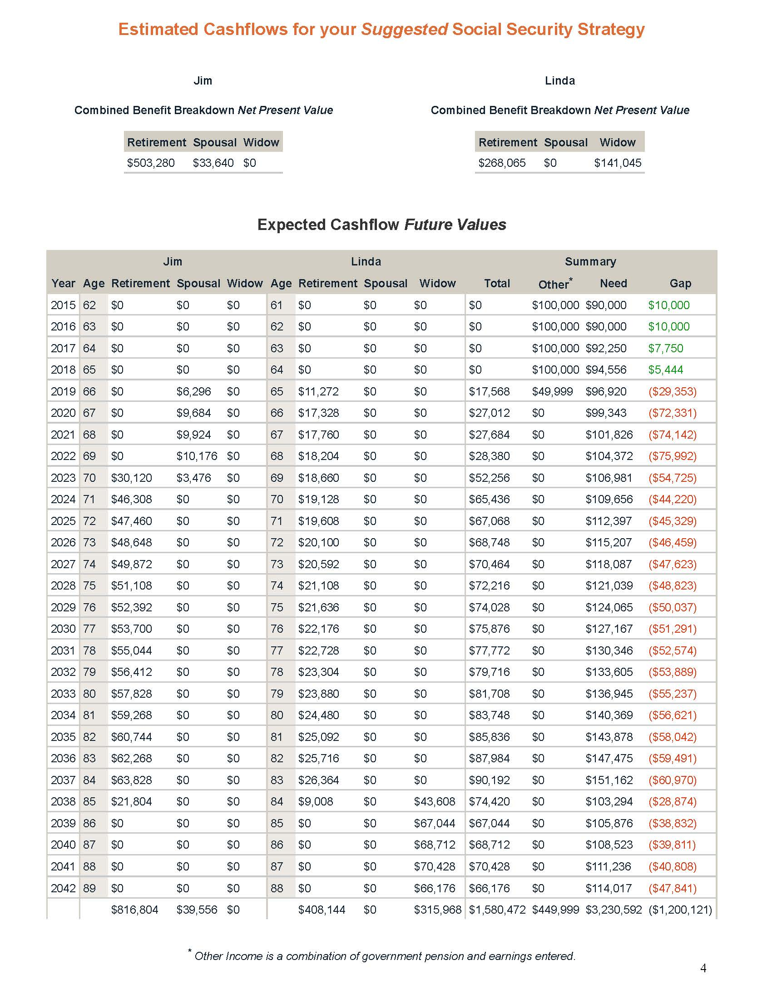 Estimated Cashflows for your Suggested Social Security Strategy
Jim
Linda
Combined Benefit Breakdown Net Present Value
Combined Benefit Breakdown Net Present Value
Retirement Spousal Widow
$503,280 $33,640 $0
Retirement Spousal Widow
$268,065 $0 $141,045
Expected Cashflow Future Values
Jim Linda Summary
Year Age Retirement Spousal Widow Age Retirement Spousal Widow Total Other* Need Gap
2015 62 $0 $0 $0 61 $0 $0 $0 $0 $100,000 $90,000 $10,000
2016 63 $0 $0 $0 62 $0 $0 $0 $0 $100,000 $90,000 $10,000
2017 64 $0 $0 $0 63 $0 $0 $0 $0 $100,000 $92,250 $7,750
2018 65 $0 $0 $0 64 $0 $0 $0 $0 $100,000 $94,556 $5,444
2019 66 $0 $6,296 $0 65 $11,272 $0 $0 $17,568 $49,999 $96,920 ($29,353)
2020 67 $0 $9,684 $0 66 $17,328 $0 $0 $27,012 $0 $99,343 ($72,331)
2021 68 $0 $9,924 $0 67 $17,760 $0 $0 $27,684 $0 $101,826 ($74,142)
2022 69 $0 $10,176 $0 68 $18,204 $0 $0 $28,380 $0 $104,372 ($75,992)
2023 70 $30,120 $3,476 $0 69 $18,660 $0 $0 $52,256 $0 $106,981 ($54,725)
2024 71 $46,308 $0 $0 70 $19,128 $0 $0 $65,436 $0 $109,656 ($44,220)
2025 72 $47,460 $0 $0 71 $19,608 $0 $0 $67,068 $0 $112,397 ($45,329)
2026 73 $48,648 $0 $0 72 $20,100 $0 $0 $68,748 $0 $115,207 ($46,459)
2027 74 $49,872 $0 $0 73 $20,592 $0 $0 $70,464 $0 $118,087 ($47,623)
2028 75 $51,108 $0 $0 74 $21,108 $0 $0 $72,216 $0 $121,039 ($48,823)
2029 76 $52,392 $0 $0 75 $21,636 $0 $0 $74,028 $0 $124,065 ($50,037)
2030 77 $53,700 $0 $0 76 $22,176 $0 $0 $75,876 $0 $127,167 ($51,291)
2031 78 $55,044 $0 $0 77 $22,728 $0 $0 $77,772 $0 $130,346 ($52,574)
2032 79 $56,412 $0 $0 78 $23,304 $0 $0 $79,716 $0 $133,605 ($53,889)
2033 80 $57,828 $0 $0 79 $23,880 $0 $0 $81,708 $0 $136,945 ($55,237)
2034 81 $59,268 $0 $0 80 $24,480 $0 $0 $83,748 $0 $140,369 ($56,621)
2035 82 $60,744 $0 $0 81 $25,092 $0 $0 $85,836 $0 $143,878 ($58,042)
2036 83 $62,268 $0 $0 82 $25,716 $0 $0 $87,984 $0 $147,475 ($59,491)
2037 84 $63,828 $0 $0 83 $26,364 $0 $0 $90,192 $0 $151,162 ($60,970)
2038 85 $21,804 $0 $0 84 $9,008 $0 $43,608 $74,420 $0 $103,294 ($28,874)
2039 86 $0 $0 $0 85 $0 $0 $67,044 $67,044 $0 $105,876 ($38,832)
2040 87 $0 $0 $0 86 $0 $0 $68,712 $68,712 $0 $108,523 ($39,811)
2041 88 $0 $0 $0 87 $0 $0 $70,428 $70,428 $0 $111,236 ($40,808)
2042 89 $0 $0 $0 88 $0 $0 $66,176 $66,176 $0 $114,017 ($47,841)
$816,804 $39,556 $0 $408,144 $0 $315,968 $1,580,472 $449,999 $3,230,592 ($1,200,121)
* Other Income is a combination of government pension and earnings entered.
4